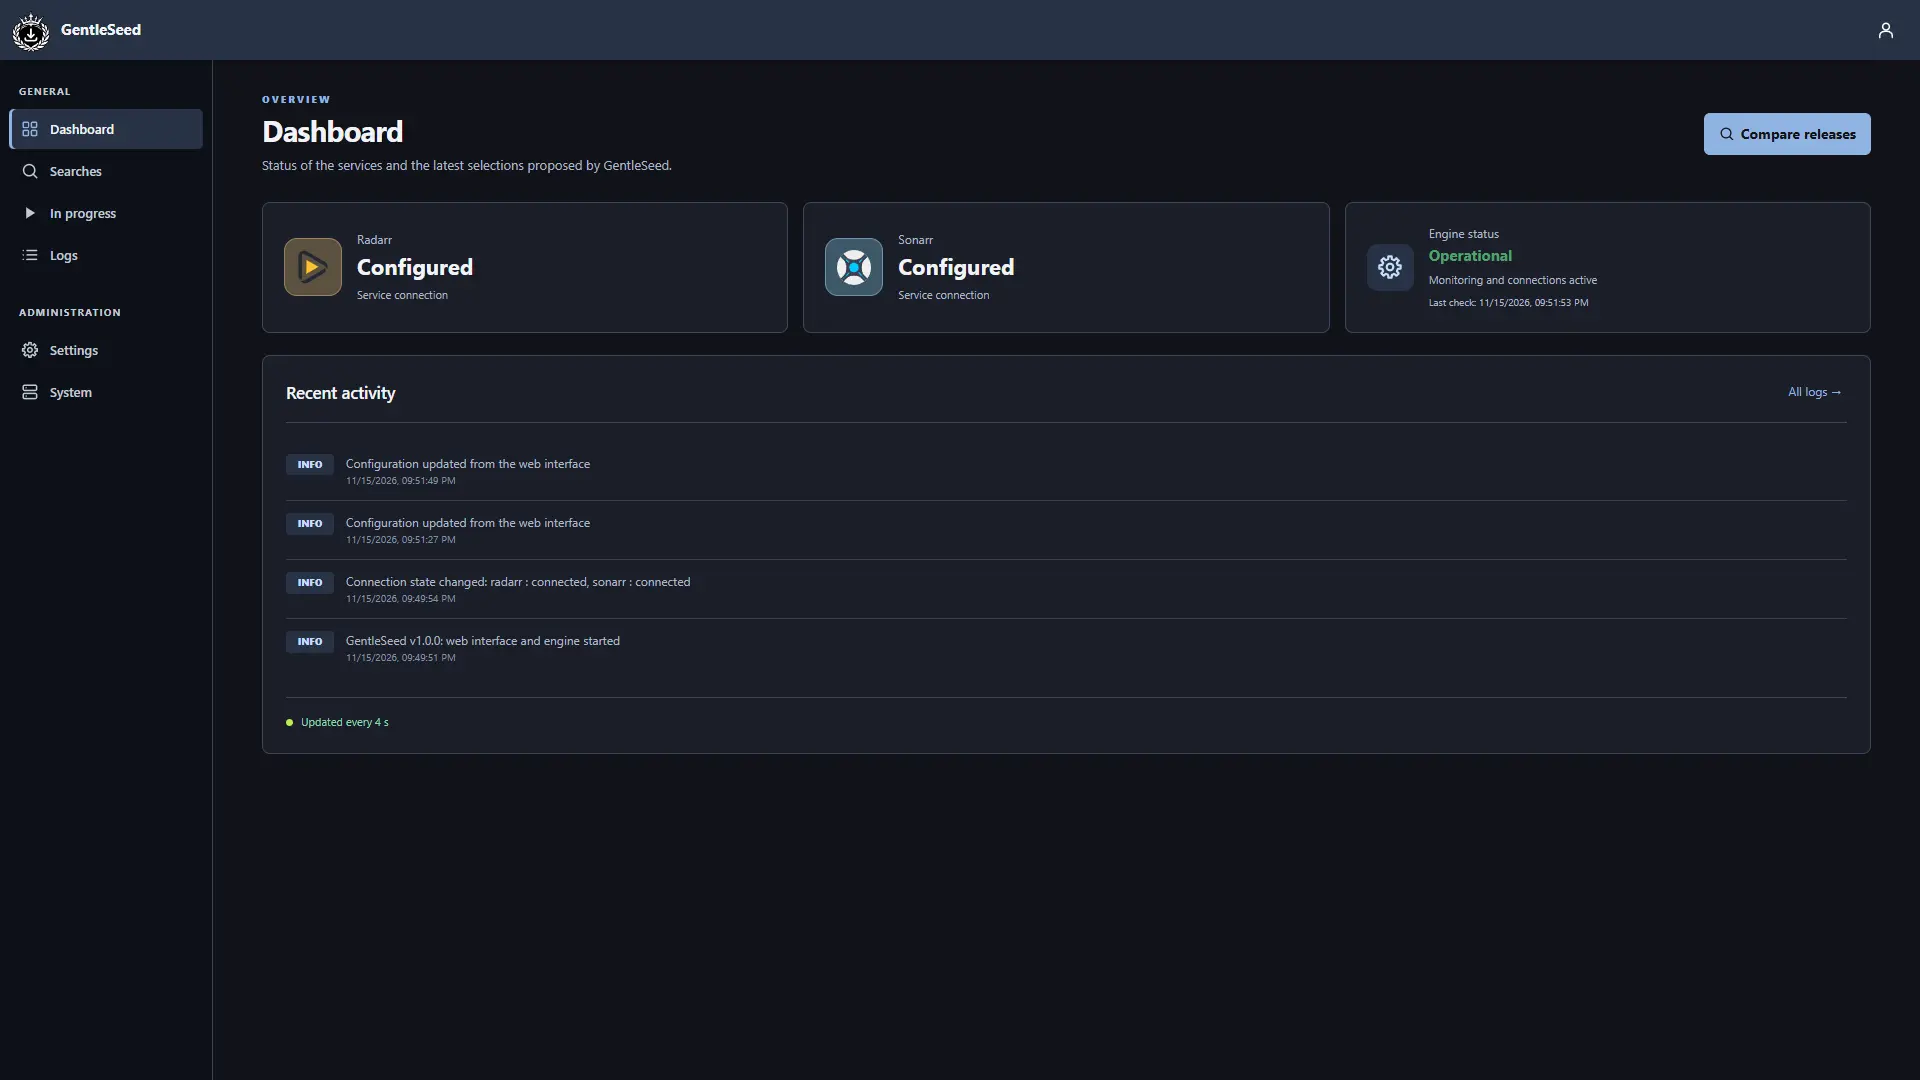 GentleSeed
GENERAL
Dashboard
Searches
In progress
Logs
ADMINISTRATION
Settings
System
OVERVIEW
Dashboard
Status of the services and the latest selections proposed by GentleSeed.
Compare releases
Radarr
Configured
Service connection
Sonarr
Configured
Service connection
Engine status
Operational
Monitoring and connections active
Last check: 11/15/2026, 09:51:53 PM
Recent activity
All logs →
INFO
Configuration updated from the web interface
11/15/2026, 09:51:49 PM
INFO
Configuration updated from the web interface
11/15/2026, 09:51:27 PM
INFO
Connection state changed: radarr : connected, sonarr : connected
11/15/2026, 09:49:54 PM
INFO
GentleSeed v1.0.0: web interface and engine started
11/15/2026, 09:49:51 PM
Updated every 4 s